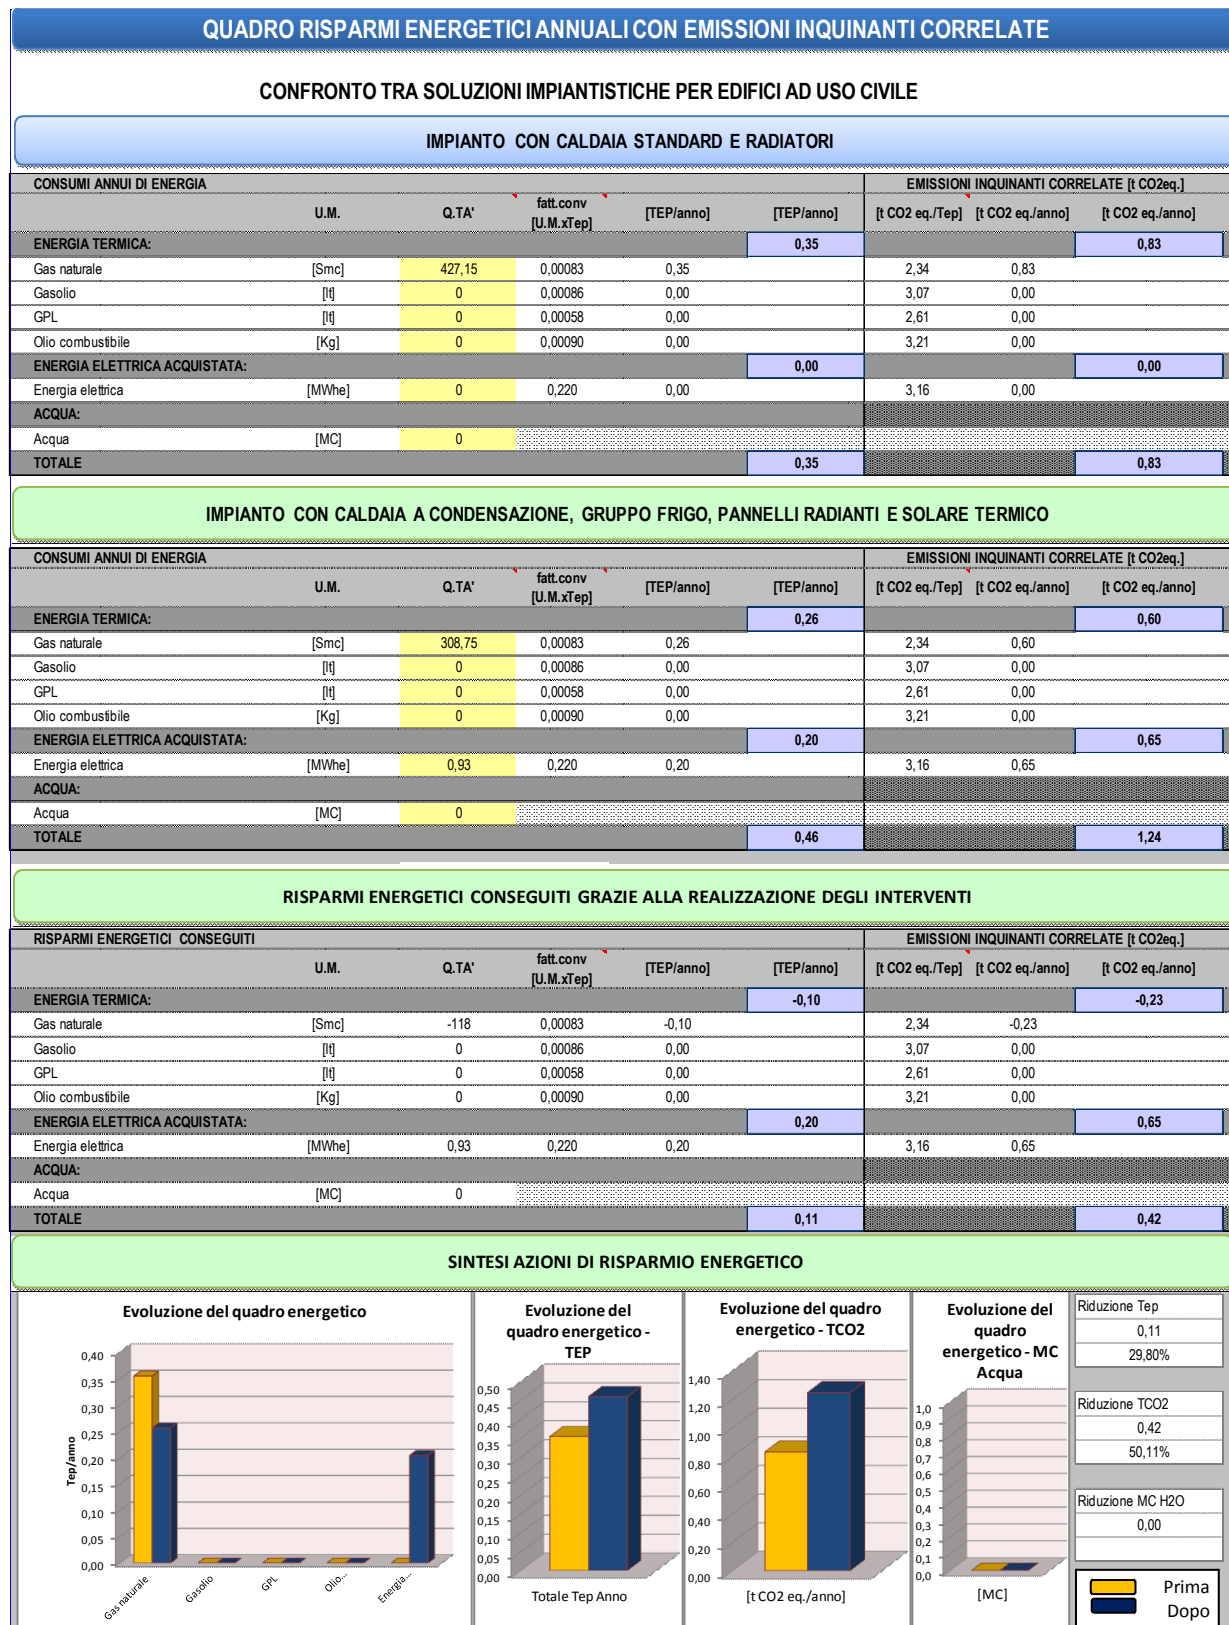 QUADRO RISPARMI ENERGETICI ANNUALI CON EMISSIONI INQUINANTI CORRELATE
CONFRONTO TRA SOLUZIONI IMPIANTISTICHE PER EDIFICI AD USO CIVILE
IMPIANTO CON CALDAIA STANDARD E RADIATORI
CONSUMI ANNUI DI ENERGIA EMISSIONI INQUINANTI CORRELATE [t CO2eq.]
U.M. Q.TA' fatt.conv [U.M.xTep] [TEP/anno] [TEP/anno] [t CO2 eq./Tep] [t CO2 eq./anno] [t CO2 eq./anno]
ENERGIA TERMICA: 0,35 0,83
Gas naturale [Smc] 427,15 0,00083 0,35 2,34 0,83
Gasolio [lt] 0 0,00086 0,00 3,07 0,00
GPL [lt] 0 0,00058 0,00 2,61 0,00
Olio combustibile [Kg] 0 0,00090 0,00 3,21 0,00
ENERGIA ELETTRICA ACQUISTATA: 0,00 0,00
Energia elettrica [MWhe] 0 0,220 0,00 3,16 0,00
ACQUA:
Acqua [MC] 0
TOTALE 0,35 0,83
IMPIANTO CON CALDAIA A CONDENSAZIONE, GRUPPO FRIGO, PANNELLI RADIANTI E SOLARE TERMICO
CONSUMI ANNUI DI ENERGIA EMISSIONI INQUINANTI CORRELATE [t CO2eq.]
U.M. Q.TA' fatt.conv [U.M.xTep] [TEP/anno] [TEP/anno] [t CO2 eq./Tep] [t CO2 eq./anno] [t CO2 eq./anno]
ENERGIA TERMICA: 0,26 0,60
Gas naturale [Smc] 308,75 0,00083 0,26 2,34 0,60
Gasolio [lt] 0 0,00086 0,00 3,07 0,00
GPL [lt] 0 0,00058 0,00 2,61 0,00
Olio combustibile [Kg] 0 0,00090 0,00 3,21 0,00
ENERGIA ELETTRICA ACQUISTATA: 0,20 0,65
Energia elettrica [MWhe] 0,93 0,220 0,20 3,16 0,65
ACQUA:
Acqua [MC] 0
TOTALE 0,46 1,24
RISPARMI ENERGETICI CONSEGUITI GRAZIE ALLA REALIZZAZIONE DEGLI INTERVENTI
RISPARMI ENERGETICI CONSEGUITI EMISSIONI INQUINANTI CORRELATE [t CO2eq.]
U.M. Q.TA' fatt.conv [U.M.xTep] [TEP/anno] [TEP/anno] [t CO2 eq./Tep] [t CO2 eq./anno] [t CO2 eq./anno]
ENERGIA TERMICA: -0,10 -0,23
Gas naturale [Smc] -118 0,00083 -0,10 2,34 -0,23
Gasolio [lt] 0 0,00086 0,00 3,07 0,00
GPL [lt] 0 0,00058 0,00 2,61 0,00
Olio combustibile [Kg] 0 0,00090 0,00 3,21 0,00
ENERGIA ELETTRICA ACQUISTATA: 0,20 0,65
Energia elettrica [MWhe] 0,93 0,220 0,20 3,16 0,65
ACQUA:
Acqua [MC] 0
TOTALE 0,11 0,42
SINTESI AZIONI DI RISPARMIO ENERGETICO
Evoluzione del quadro energetico
Tep/anno
0,40
0,35
0,30
0,25
0,20
0,15
0,10
0,05
0,00
Gas naturale
Gasolio
GPL
Olio...
Energia...
Evoluzione del
quadro energetico -
TEP
0,50
0,45
0,40
0,35
0,30
0,25
0,20
0,15
0,10
0,05
0,00
Totale Tep Anno
Evoluzione del quadro
energetico - TCO2
1,40
1,20
1,00
0,80
0,60
0,40
0,20
0,00
[t CO2 eq./anno]
Evoluzione del
quadro
energetico - MC
Acqua
1,0
0,9
0,8
0,7
0,6
0,5
0,4
0,3
0,2
0,1
0,0
[MC]
Riduzione Tep
0,11
29,80%
Riduzione TCO2
0,42
50,11%
Riduzione MC H2O
0,00
Prima
Dopo